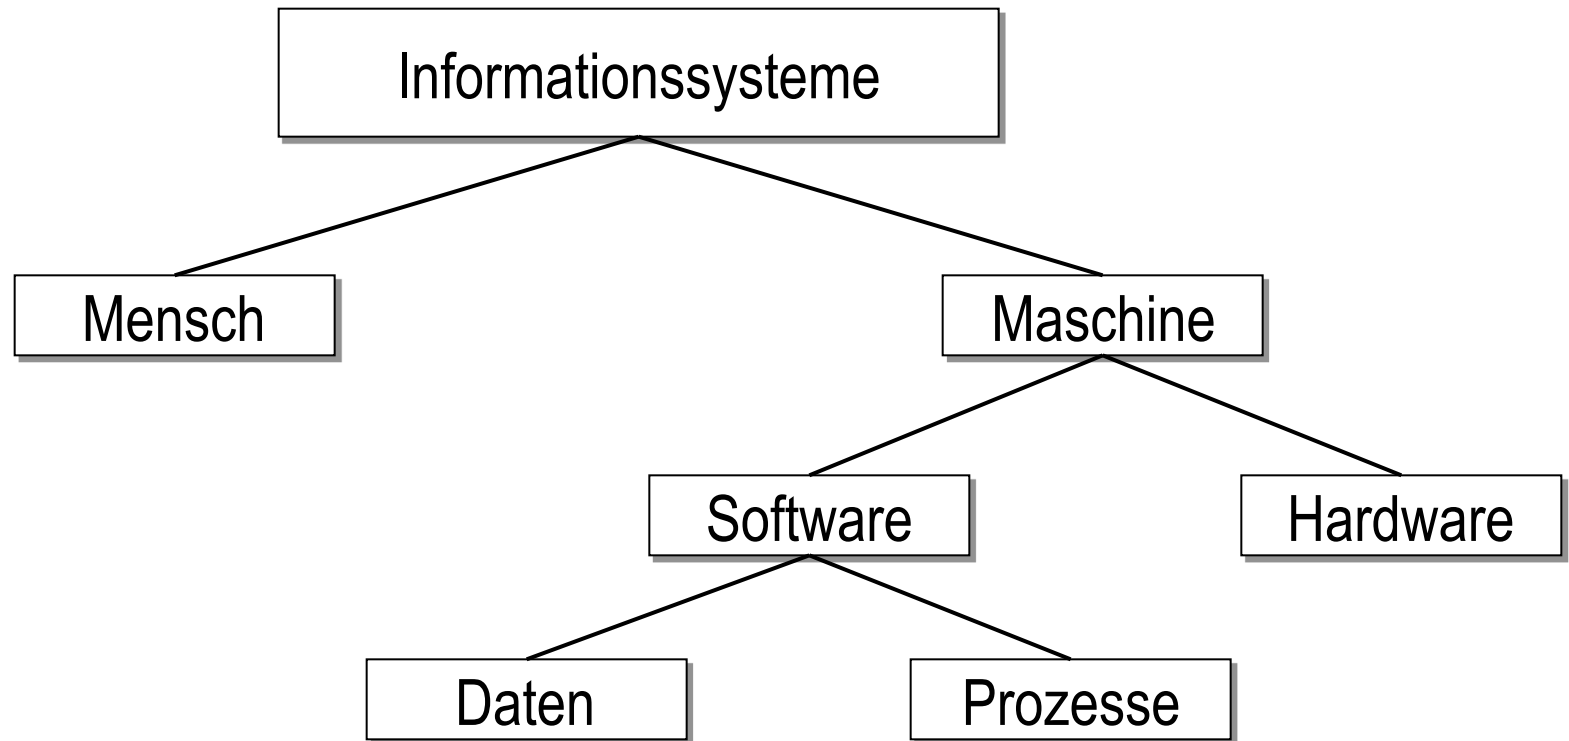 Informationssysteme
Mensch
Maschine
Software
Hardware
Daten
Prozesse